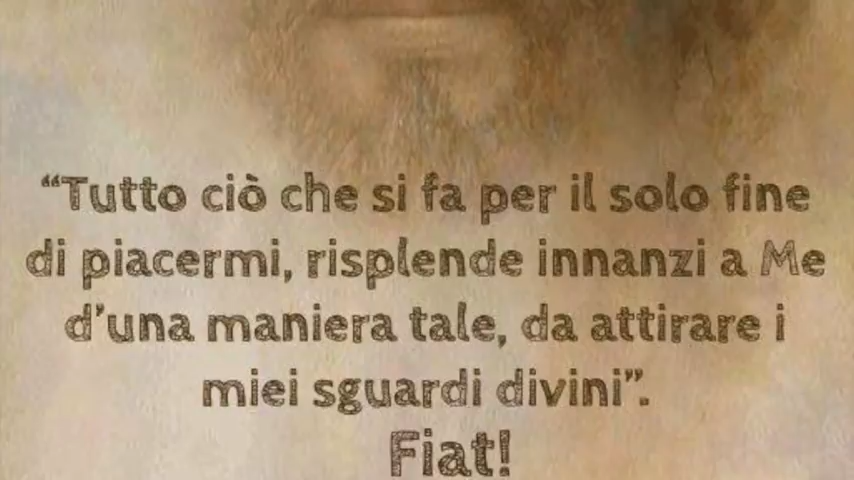 “Tutto ciò che si fa per il solo fine
di piacermi, risplende innanzi a Me
d’una maniera tale, da attirare i
miei sguardi divini”.
Fiat!